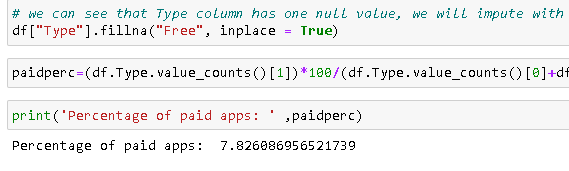 # we can see that Type column has one null value, we will impute with
df["Type"].fillna("Free", inplace = True)
paidperc=(df.Type.value_counts()[1])*100/(df.Type.value_counts()[0]+df
print('Percentage of paid apps: ' ,paidperc)
Percentage of paid apps:  7.826086956521739